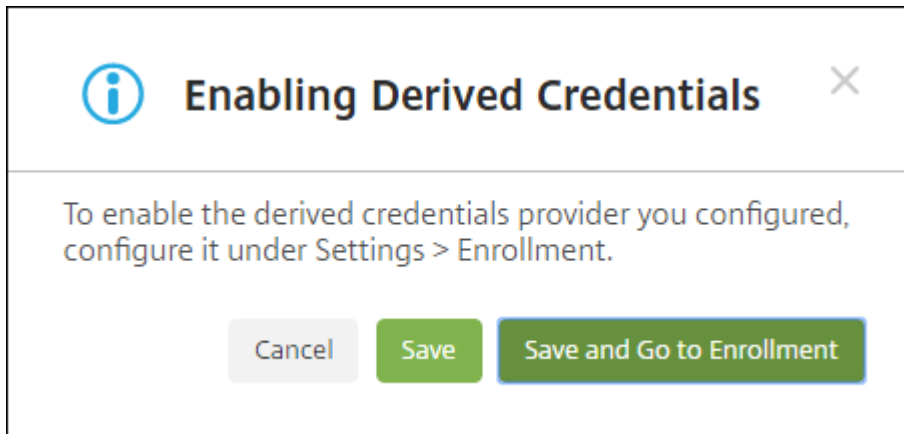 Enabling Derived Credentials
To enable the derived credentials provider you configured,
configure it under Settings > Enrollment.
Cancel
Save
Save and Go to Enrollment